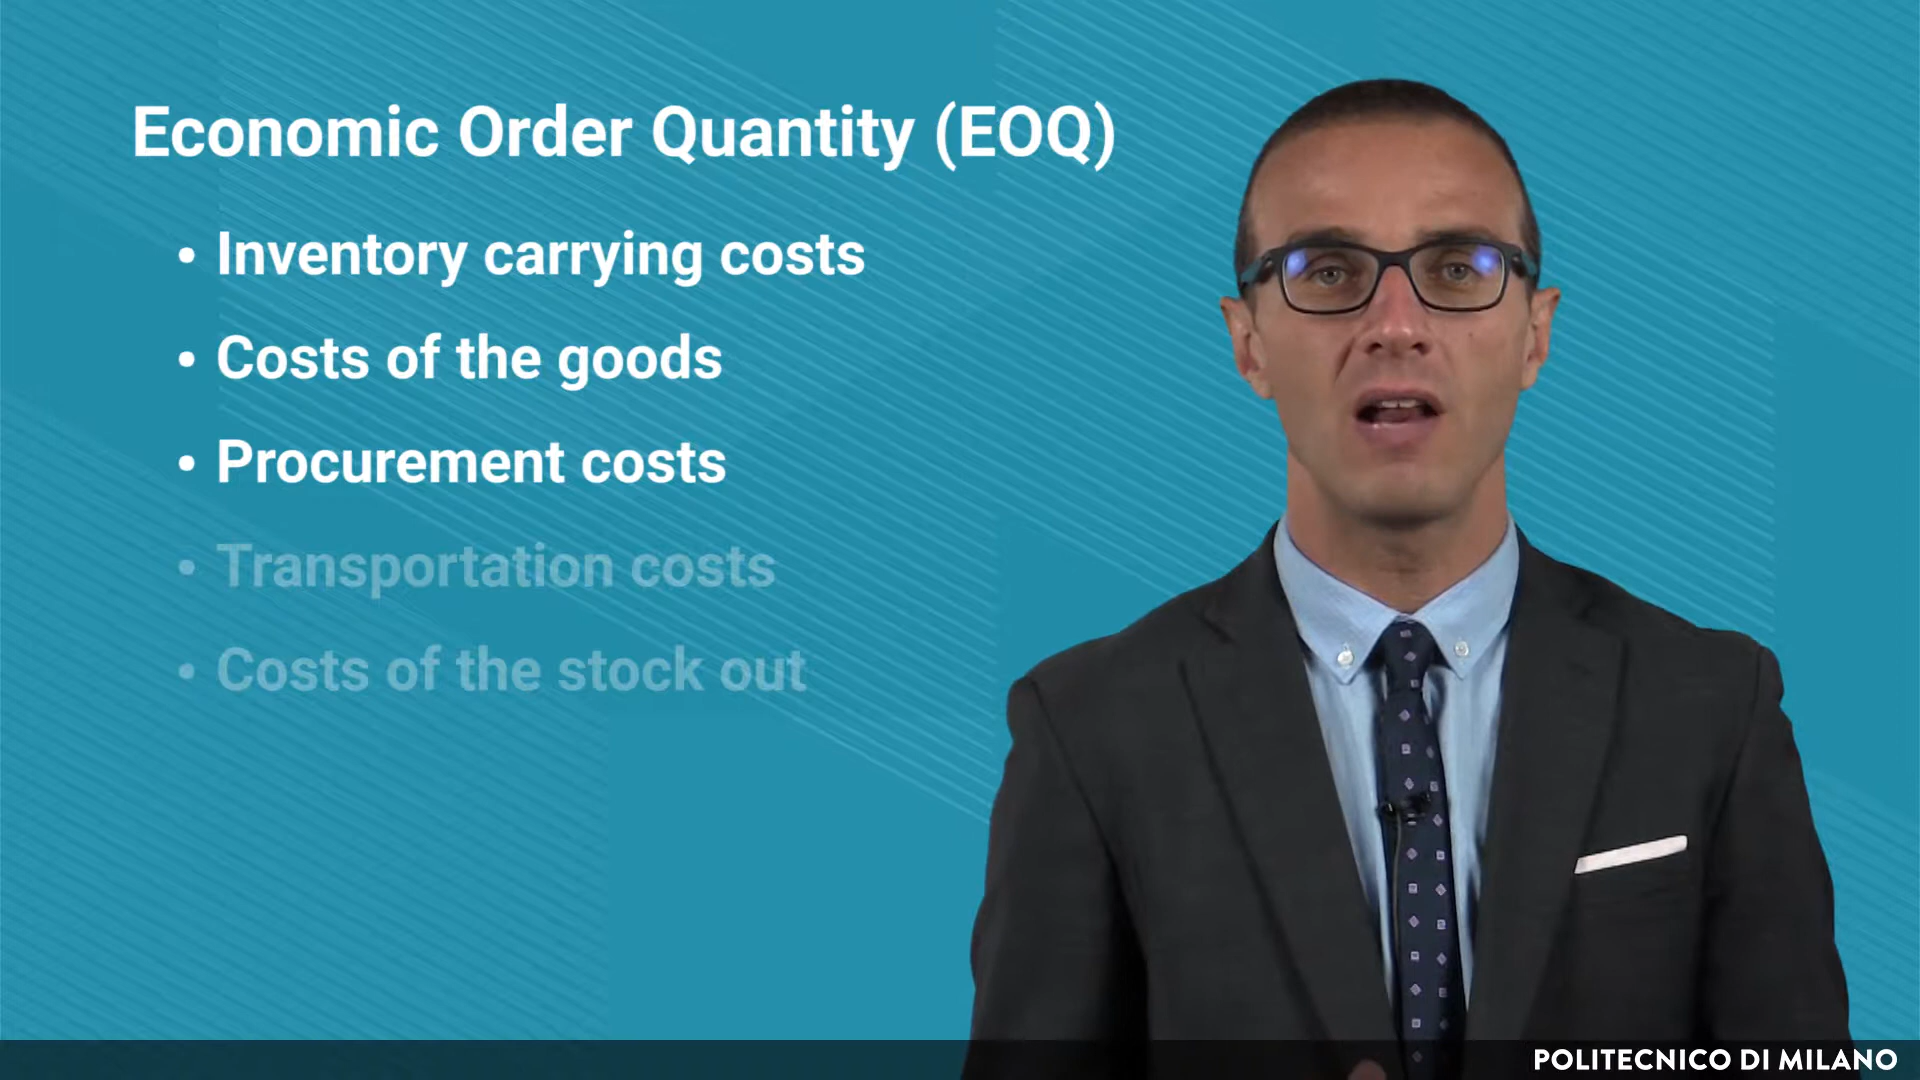 Economic Order Quantity (EOQ)
• Inventory carrying costs
• Costs of the goods
• Procurement costs
• Transportation costs
• Costs of the stock out
POLITECNICO DI MILANO